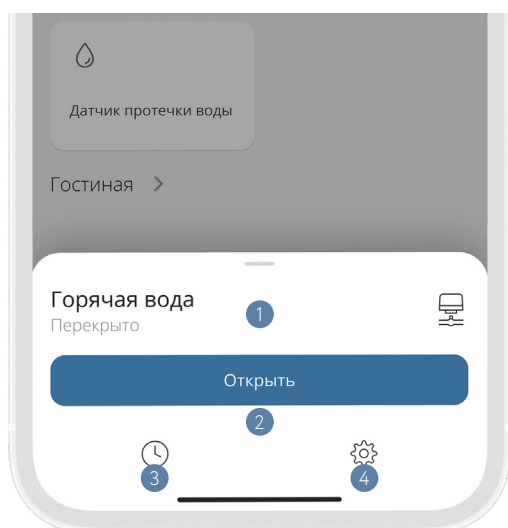 Датчик протечки воды
Гостиная
Горячая вода
Перекрыто
1
Открыть
2
3
4